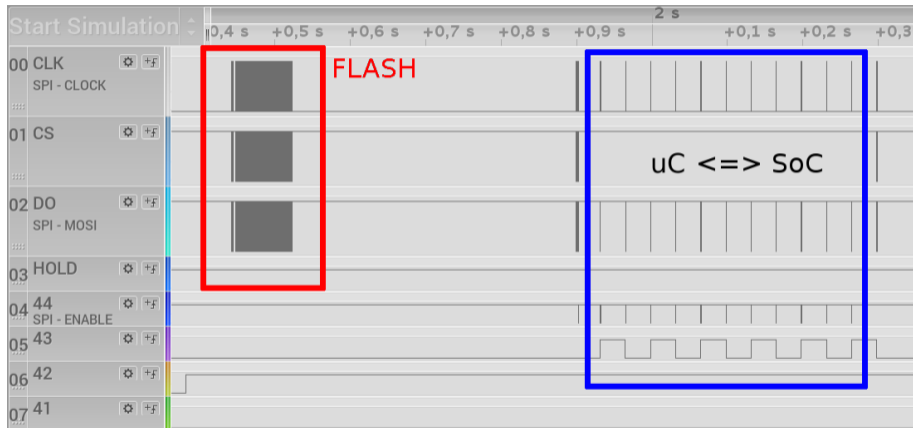 Start Simulation
2 s
+0,4 s +0,5 s +0,6 s +0,7 s +0,8 s +0,9 s +0,1 s +0,2 s +0,3
00 CLK
SPI - CLOCK
FLASH
01 CS
uC <=> SoC
02 DO
SPI - MOSI
03 HOLD
04 44
SPI - ENABLE
05 43
06 42
07 41